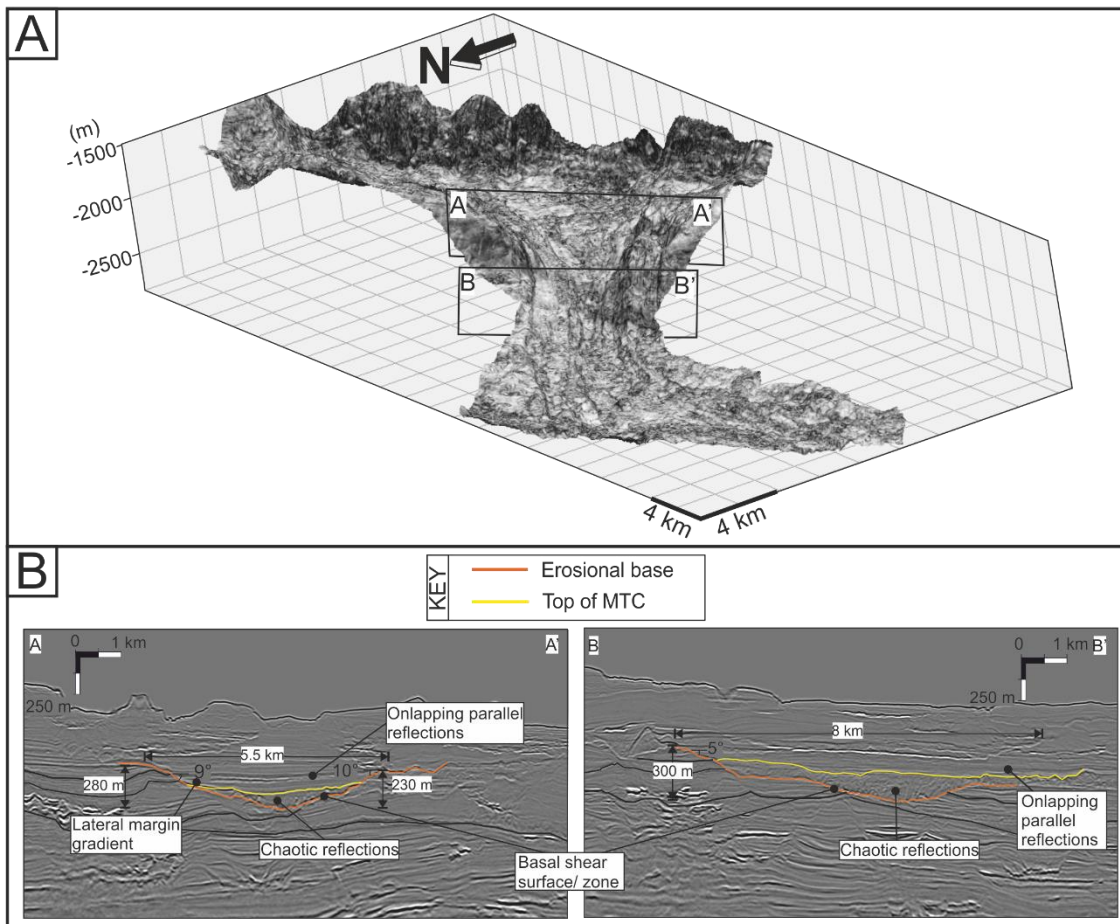 A
N
(m)
-1500
-2000
-2500
A
A'
B
B'
4 km
4 km
B
KEY
Erosional base
Top of MTC
A
0 1 km
250 m
A'
Onlapping parallel
reflections
5.5 km
9°
10°
280 m
230 m
Lateral margin
gradient
Chaotic reflections
Basal shear
surface/ zone
B
B'
0 1 km
250 m
8 km
5°
300 m
Onlapping
parallel
reflections
Chaotic reflections